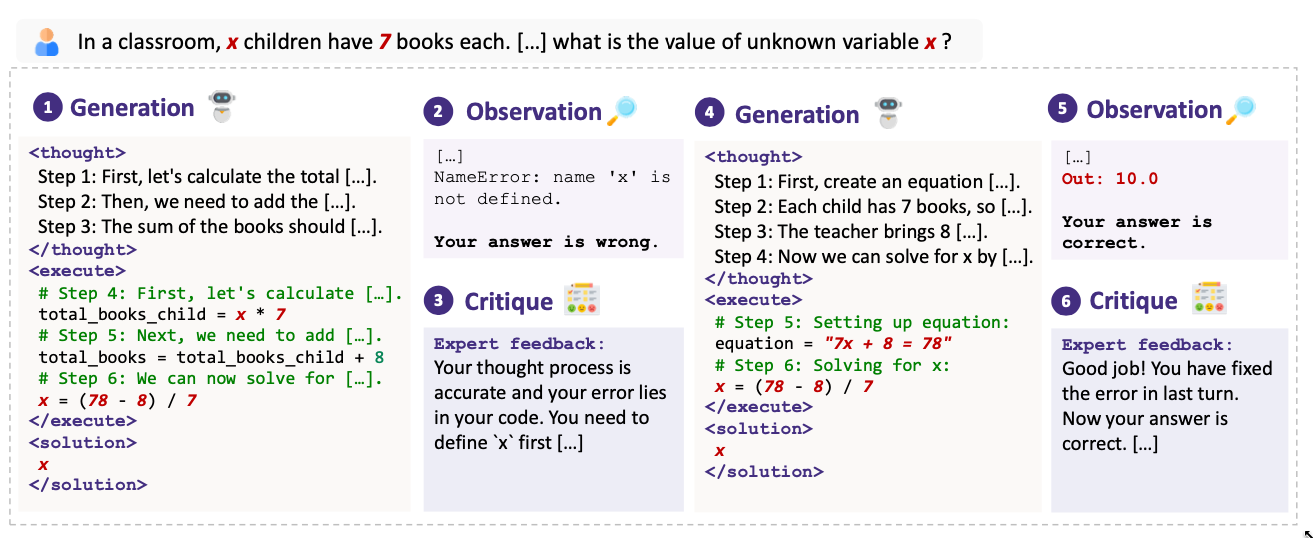 In a classroom, x children have 7 books each. […] what is the value of unknown variable x ?
1 Generation
<thought>
Step 1: First, let's calculate the total […].
Step 2: Then, we need to add the […].
Step 3: The sum of the books should […].
</thought>
<execute>
# Step 4: First, let's calculate […].
total_books_child = x * 7
# Step 5: Next, we need to add […].
total_books = total_books_child + 8
# Step 6: We can now solve for […].
x = (78 - 8) / 7
</execute>
<solution>
x
</solution>
2 Observation
[…]
NameError: name 'x' is
not defined.
Your answer is wrong.
3 Critique
Expert feedback:
Your thought process is
accurate and your error lies
in your code. You need to
define `x` first […]
4 Generation
<thought>
Step 1: First, create an equation […].
Step 2: Each child has 7 books, so […].
Step 3: The teacher brings 8 […].
Step 4: Now we can solve for x by […].
</thought>
<execute>
# Step 5: Setting up equation:
equation = "7x + 8 = 78"
# Step 6: Solving for x:
x = (78 - 8) / 7
</execute>
<solution>
x
</solution>
5 Observation
[…]
Out: 10.0
Your answer is
correct.
6 Critique
Expert feedback:
Good job! You have fixed
the error in last turn.
Now your answer is
correct. […]